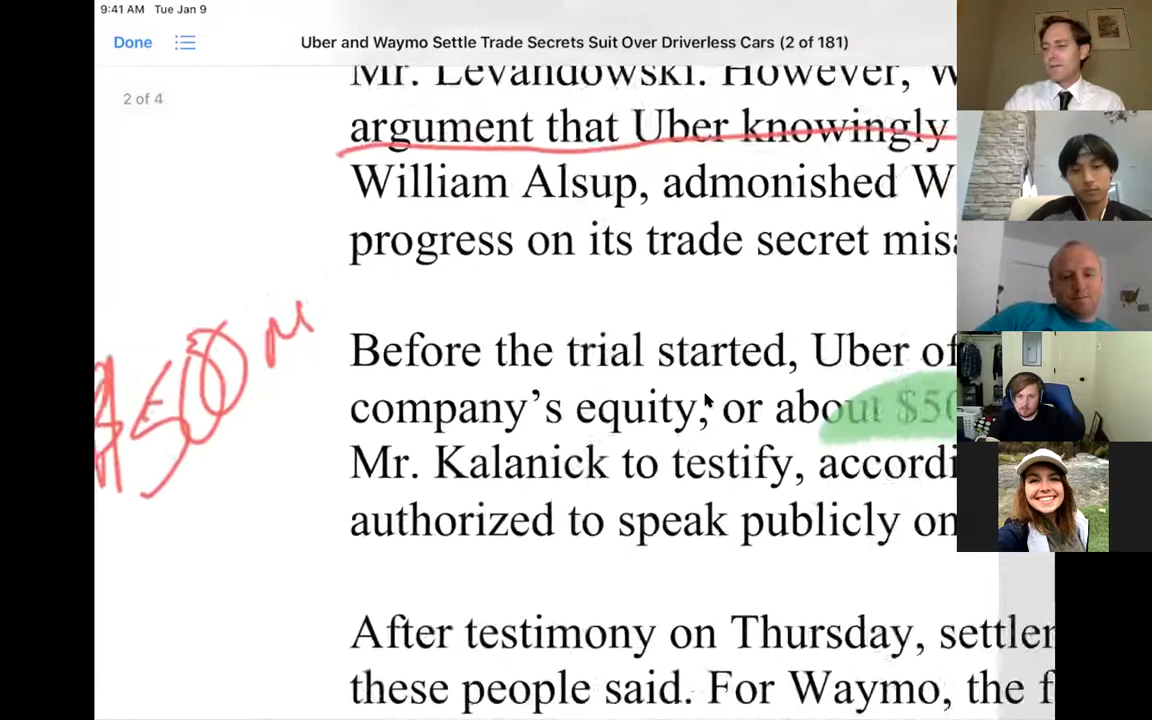 9:41 AM Tue Jan 9
Done
Uber and Waymo Settle Trade Secrets Suit Over Driverless Cars (2 of 181)
2 of 4
Mr. Levandowski. However, W
argument that Uber knowingly
William Alsup, admonished W
progress on its trade secret misa
$500 M
Before the trial started, Uber of
company's equity, or about $50
Mr. Kalanick to testify, accordi
authorized to speak publicly on
After testimony on Thursday, settlem
these people said. For Waymo, the f